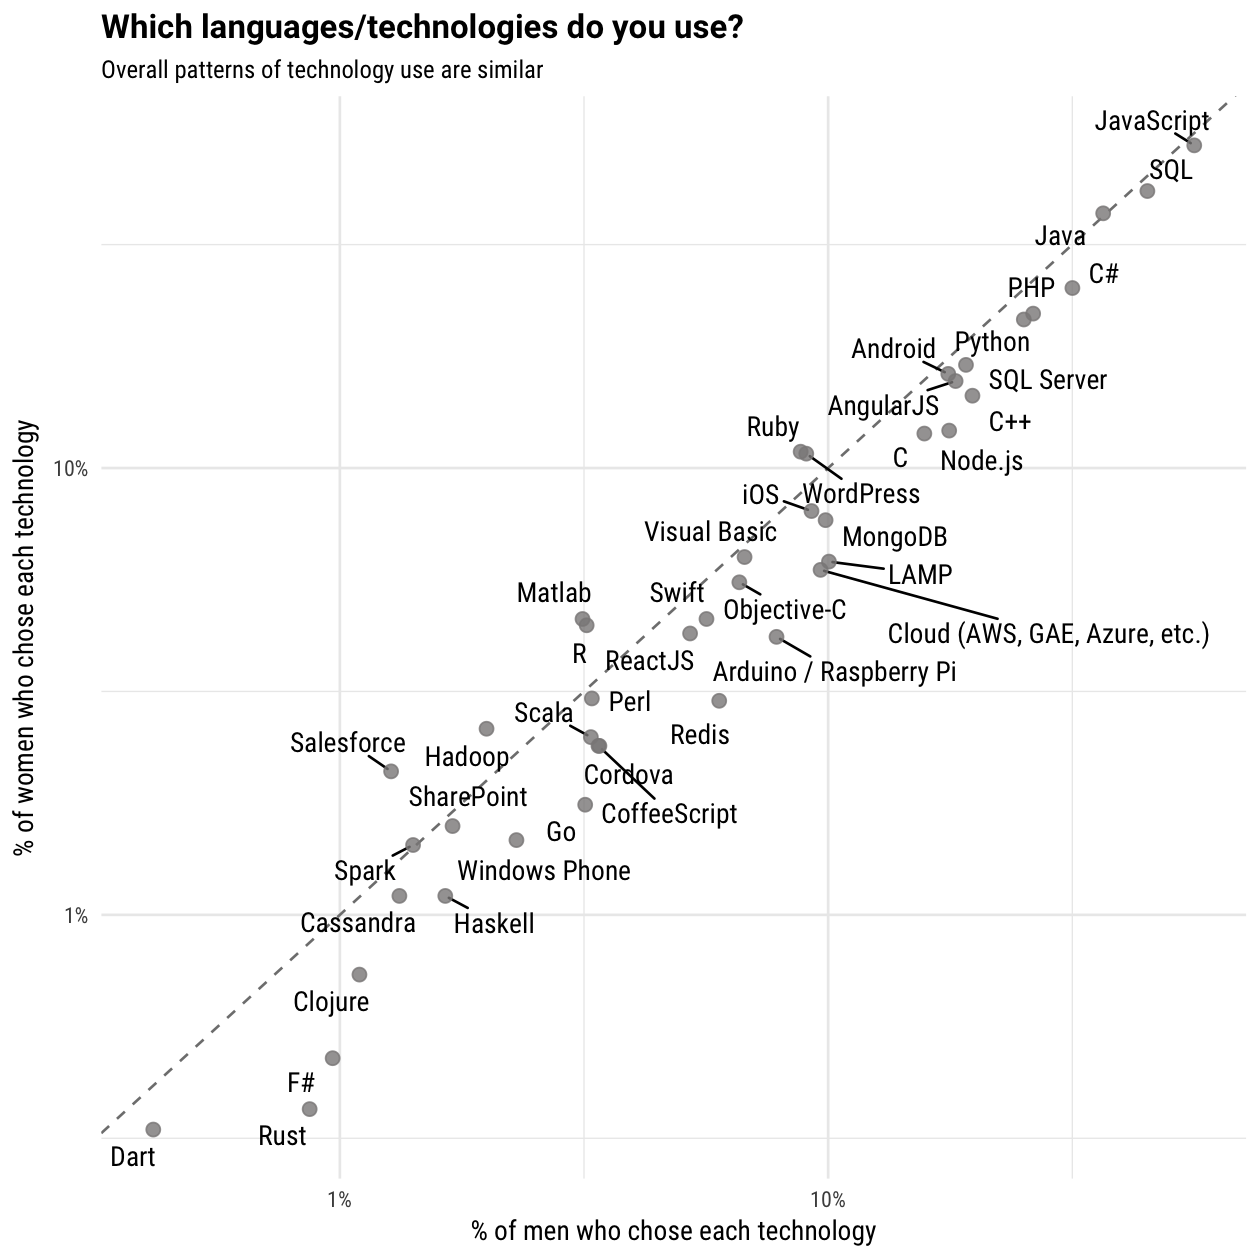 Which languages/technologies do you use?
Overall patterns of technology use are similar
JavaScript
SQL
Java
C#
PHP
Python
Android
SQL Server
AngularJS
C++
Ruby
C
Node.js
10%
iOS
WordPress
Visual Basic
MongoDB
LAMP
Matlab
Swift
Objective-C
Cloud (AWS, GAE, Azure, etc.)
R
ReactJS
Arduino / Raspberry Pi
Perl
Scala
Redis
Salesforce
Hadoop
Cordova
SharePoint
CoffeeScript
Go
Spark
Windows Phone
1%
Cassandra
Haskell
Clojure
F#
Rust
Dart
1%
10%
% of men who chose each technology
% of women who chose each technology